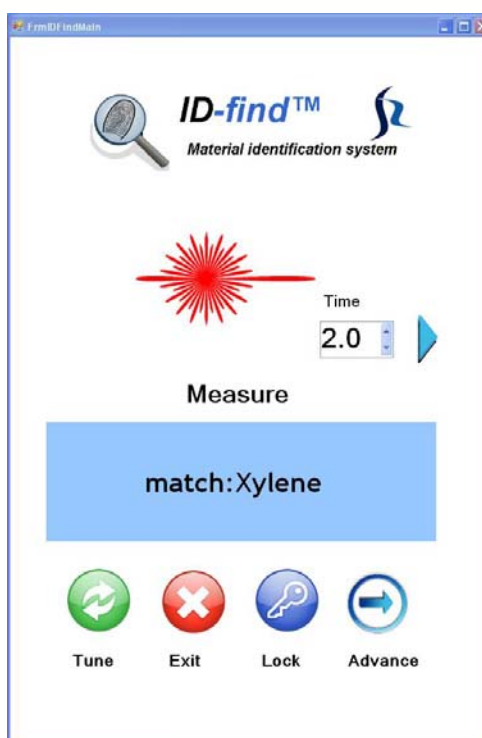 FrmIDFindMain
ID-find™
Material identification system
Time
2.0
Measure
match:Xylene
Tune Exit Lock Advance